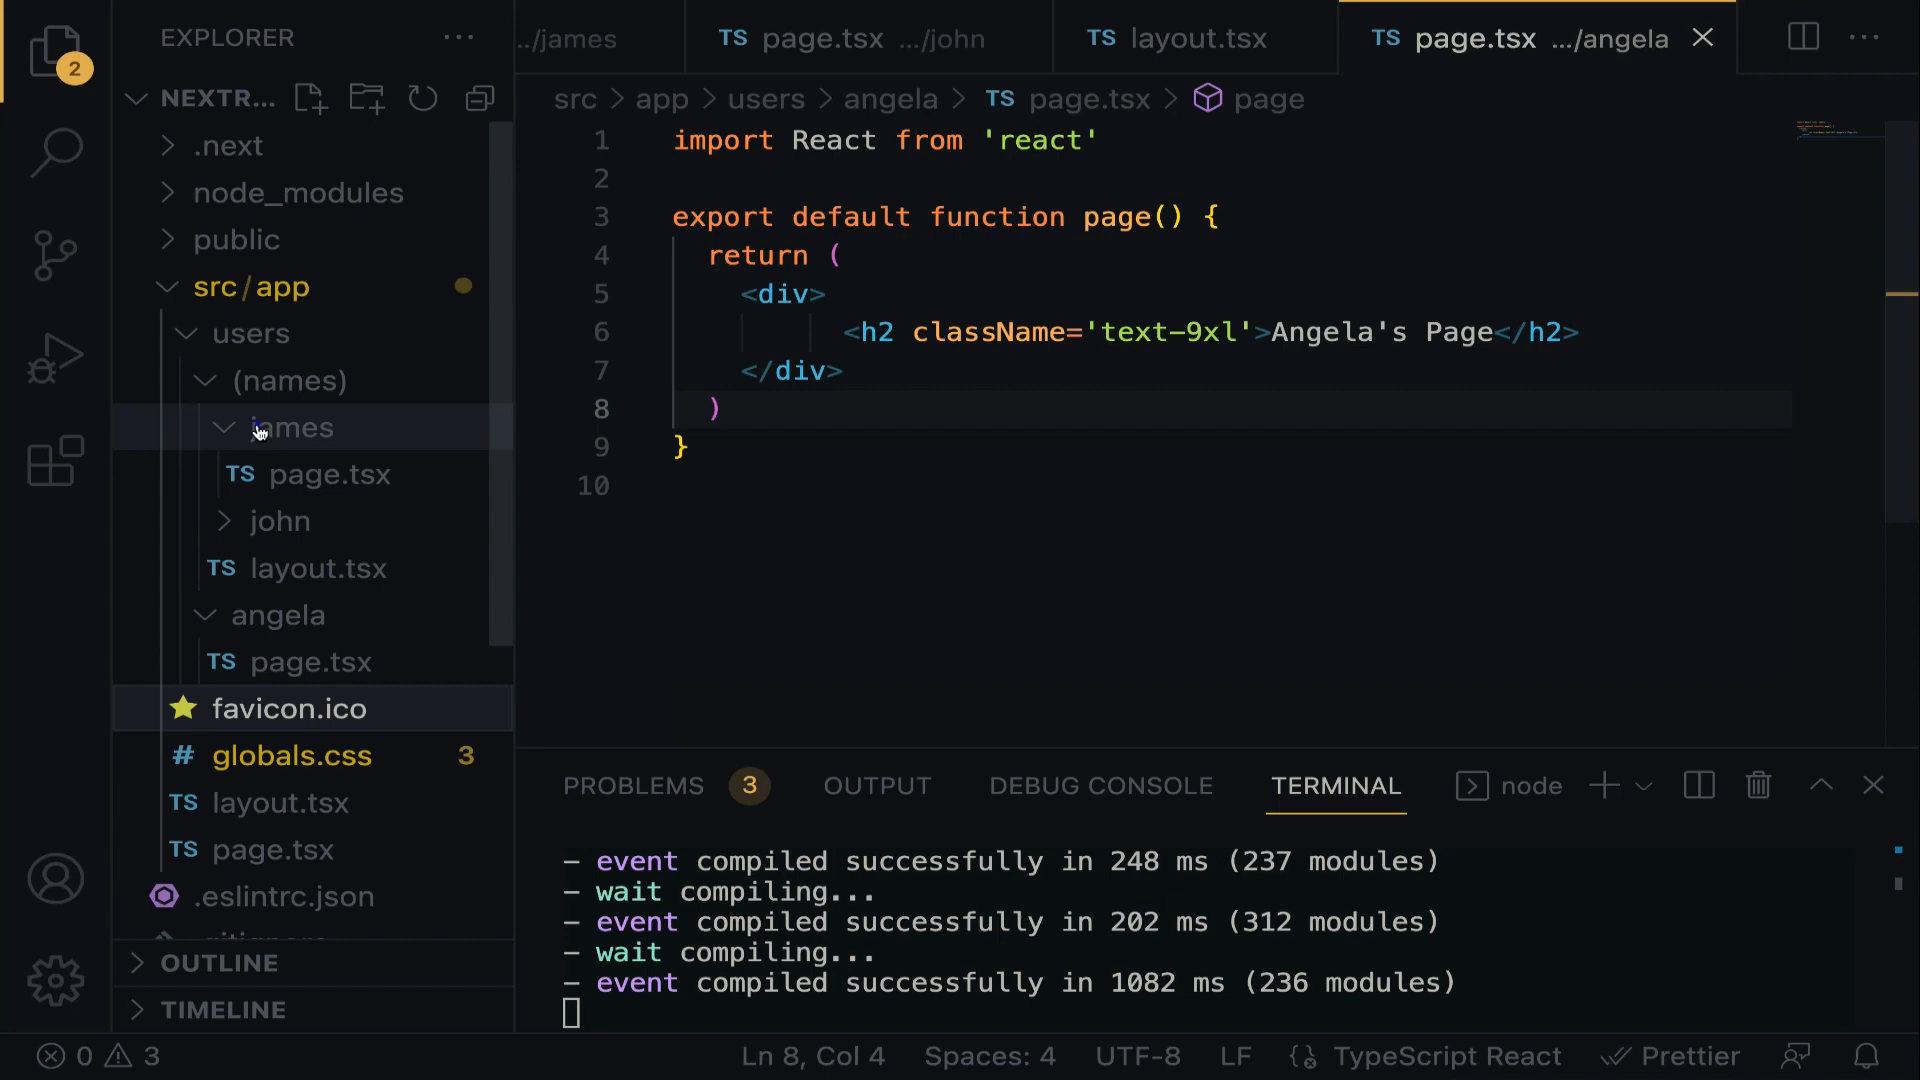 EXPLORER
2
NEXTR...
.next
node_modules
public
src/app
users
(names)
james
TS page.tsx
john
TS layout.tsx
angela
TS page.tsx
favicon.ico
# globals.css 3
TS layout.tsx
TS page.tsx
.eslintrc.json
.gitignore
OUTLINE
TIMELINE
../james
TS page.tsx .../john
TS layout.tsx
TS page.tsx .../angela
src > app > users > angela > TS page.tsx > page
1 import React from 'react'
2
3 export default function page() {
4 return (
5 <div>
6 <h2 className='text-9xl'>Angela's Page</h2>
7 </div>
8 )
9 }
10
PROBLEMS 3 OUTPUT DEBUG CONSOLE TERMINAL node
- event compiled successfully in 248 ms (237 modules)
- wait compiling...
- event compiled successfully in 202 ms (312 modules)
- wait compiling...
- event compiled successfully in 1082 ms (236 modules)
0 3 Ln 8, Col 4 Spaces: 4 UTF-8 LF TypeScript React Prettier